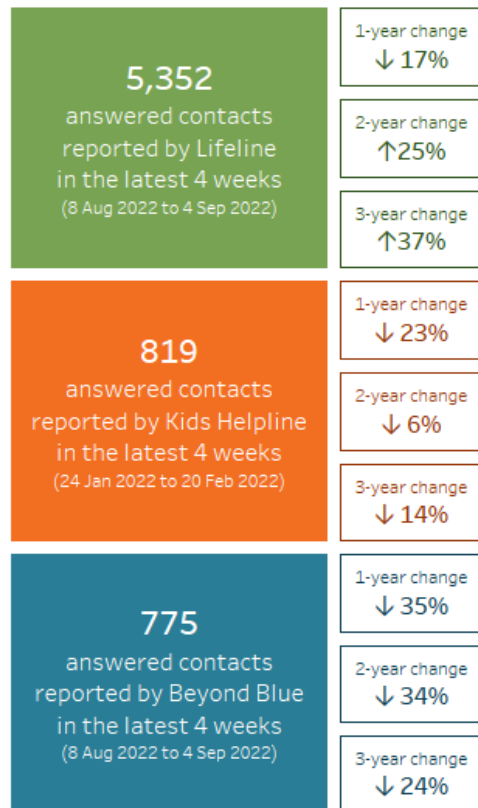 5,352
answered contacts
reported by Lifeline
in the latest 4 weeks
(8 Aug 2022 to 4 Sep 2022)
1-year change
↓ 17%
2-year change
↑25%
3-year change
↑37%
819
answered contacts
reported by Kids Helpline
in the latest 4 weeks
(24 Jan 2022 to 20 Feb 2022)
1-year change
↓ 23%
2-year change
↓ 6%
3-year change
↓ 14%
775
answered contacts
reported by Beyond Blue
in the latest 4 weeks
(8 Aug 2022 to 4 Sep 2022)
1-year change
↓ 35%
2-year change
↓ 34%
3-year change
↓ 24%